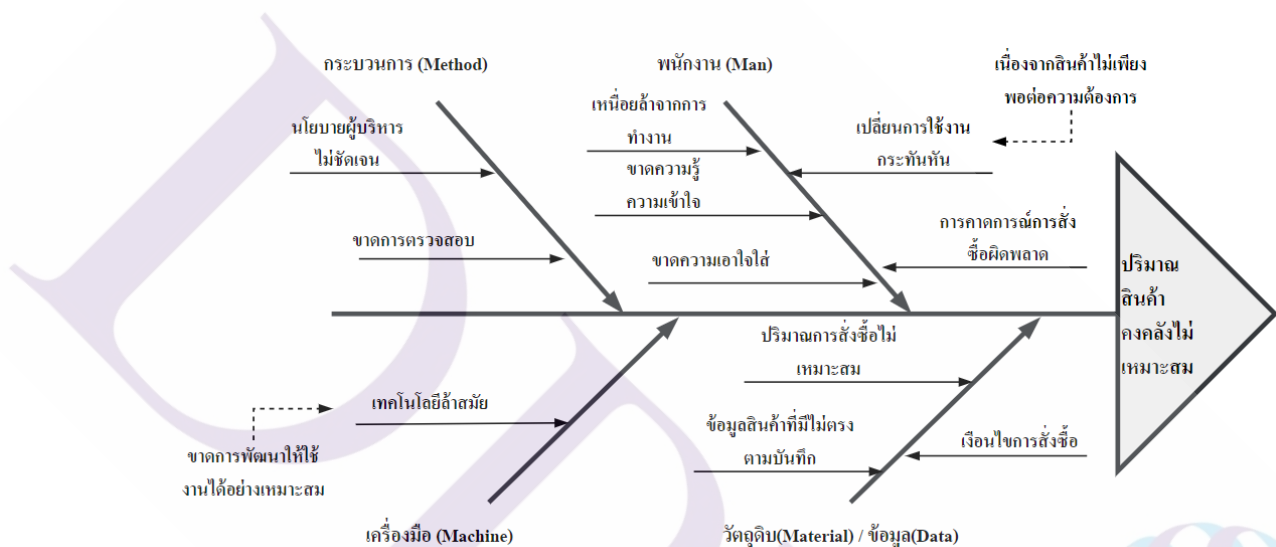 กระบวนการ (Method)
นโยบายผู้บริหาร
ไม่ชัดเจน
ขาดการตรวจสอบ
พนักงาน (Man)
เหนื่อยล้าจากการ
ทำงาน
ขาดความรู้
ความเข้าใจ
ขาดความเอาใจใส่
เนื่องจากสินค้าไม่เพียง
พอต่อความต้องการ
เปลี่ยนการใช้งาน
กระทันหัน
การคาดการณ์การสั่ง
ซื้อผิดพลาด
ปริมาณ
สินค้า
คงคลังไม่
เหมาะสม
เทคโนโลยีล้าสมัย
ขาดการพัฒนาให้ใช้
งานได้อย่างเหมาะสม
เครื่องมือ (Machine)
ปริมาณการสั่งซื้อไม่
เหมาะสม
ข้อมูลสินค้าที่มีไม่ตรง
ตามบันทึก
เงือนไขการสั่งซื้อ
วัตถุดิบ(Material) / ข้อมูล(Data)